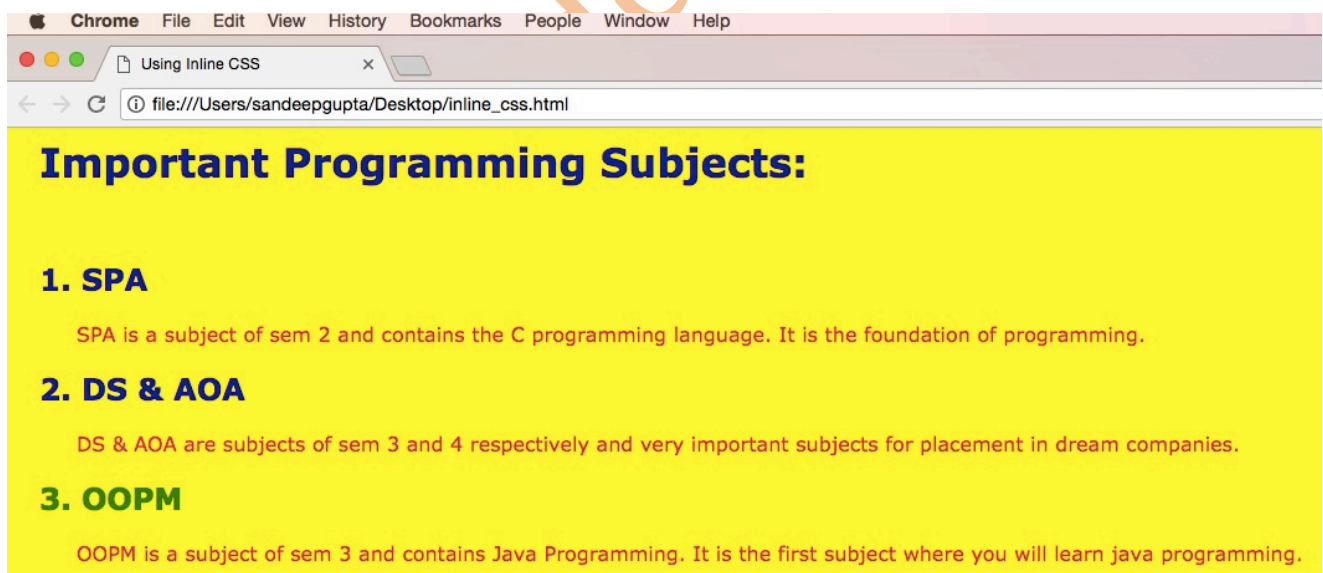 Chrome File Edit View History Bookmarks People Window Help
Using Inline CSS
file:///Users/sandeepgupta/Desktop/inline_css.html
Important Programming Subjects:
1. SPA
SPA is a subject of sem 2 and contains the C programming language. It is the foundation of programming.
2. DS & AOA
DS & AOA are subjects of sem 3 and 4 respectively and very important subjects for placement in dream companies.
3. OOPM
OOPM is a subject of sem 3 and contains Java Programming. It is the first subject where you will learn java programming.